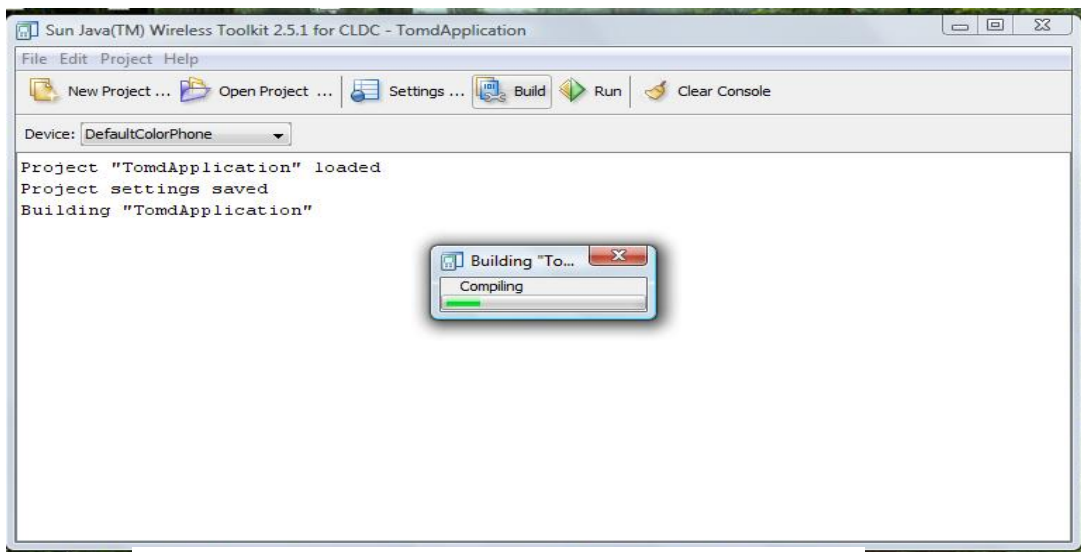 Sun Java(TM) Wireless Toolkit 2.5.1 for CLDC - TomdApplication
File Edit Project Help
New Project ... Open Project ... Settings ... Build Run Clear Console
Device: DefaultColorPhone
Project "TomdApplication" loaded
Project settings saved
Building "TomdApplication"
Building "To...
Compiling